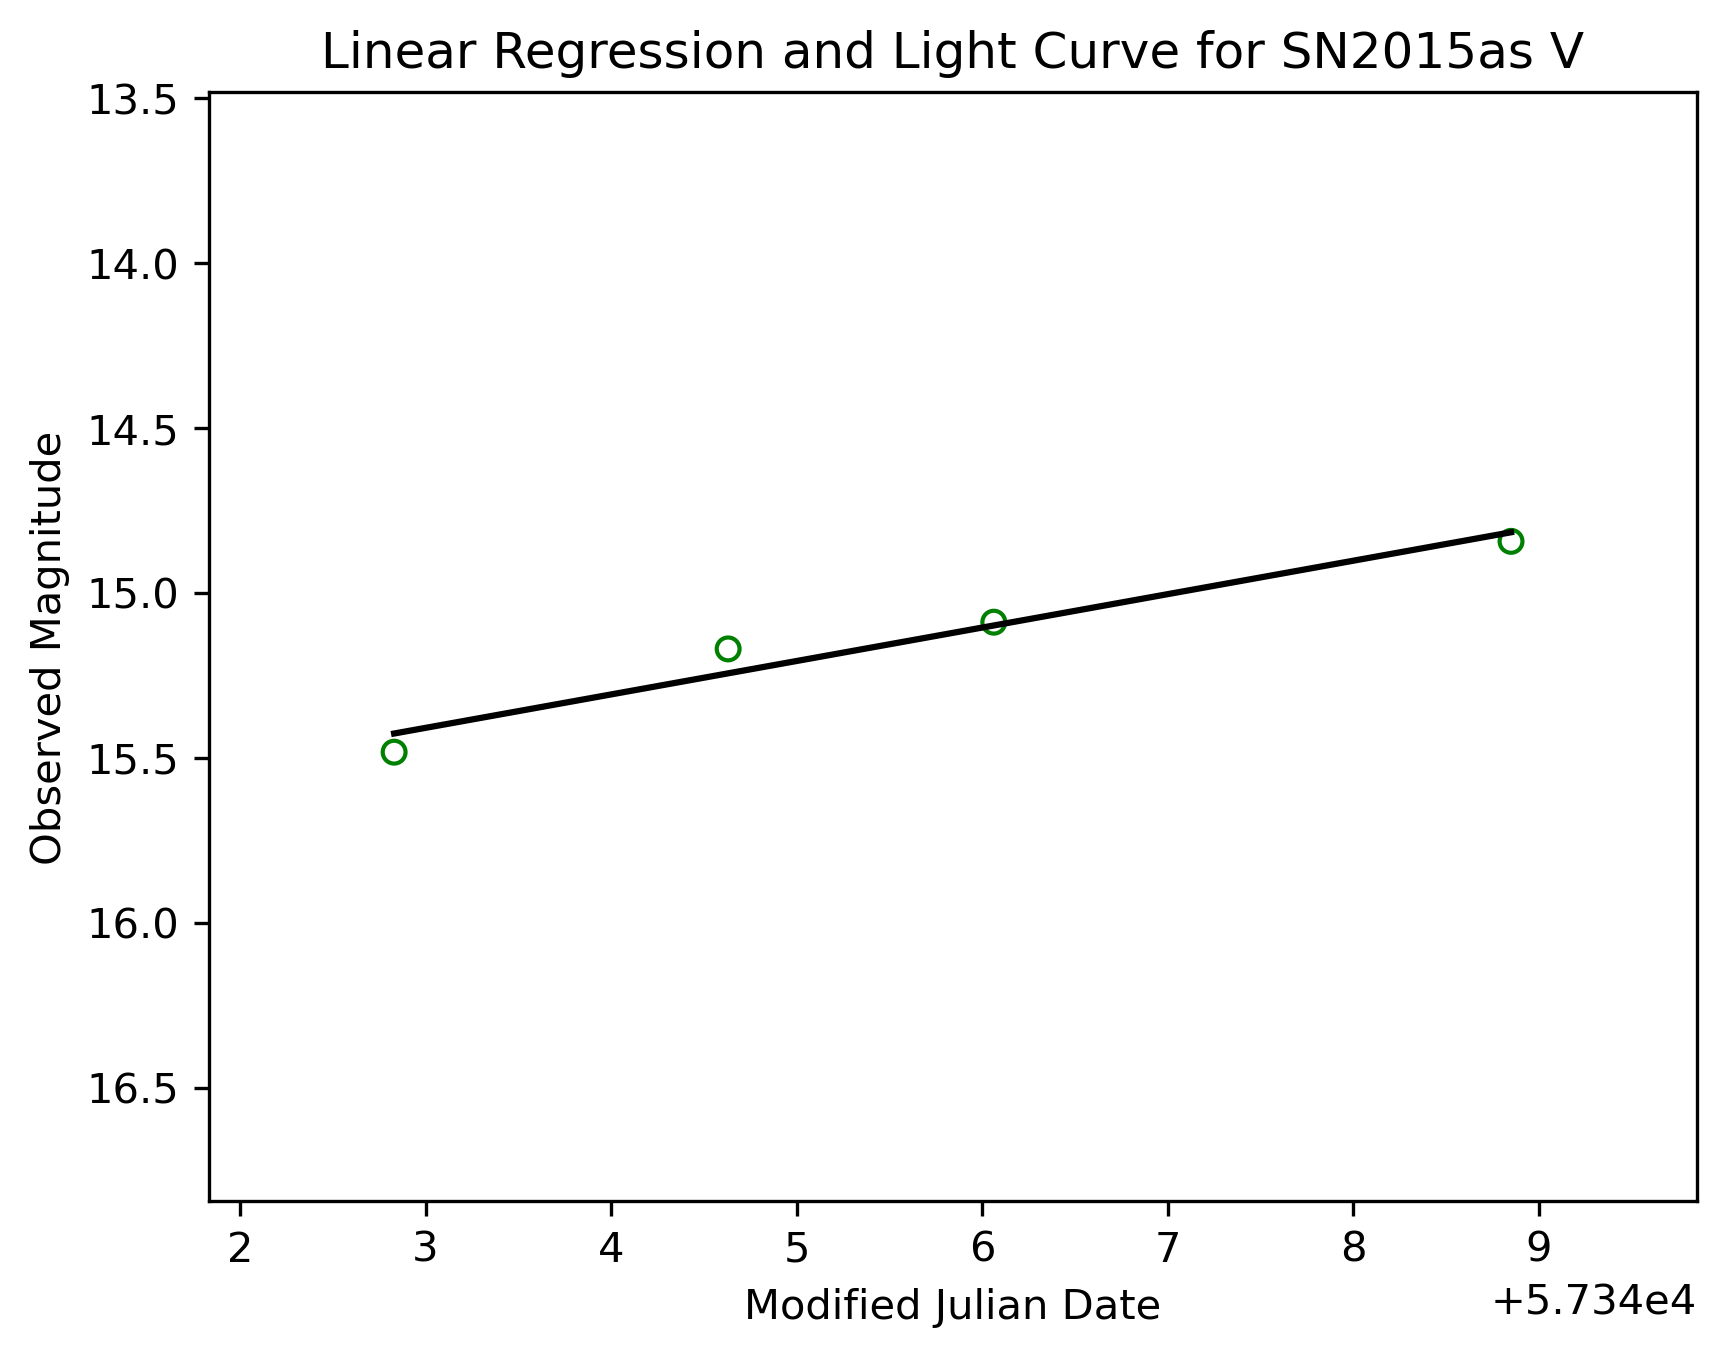 Linear Regression and Light Curve for SN2015as V
13.5
14.0
14.5
15.0
15.5
16.0
16.5
Observed Magnitude
2 3 4 5 6 7 8 9
+5.734e4
Modified Julian Date